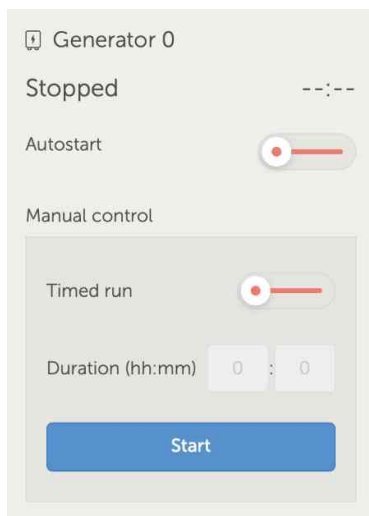 Generator 0
Stopped --:--
Autostart
Manual control
Timed run
Duration (hh:mm) 0 : 0
Start